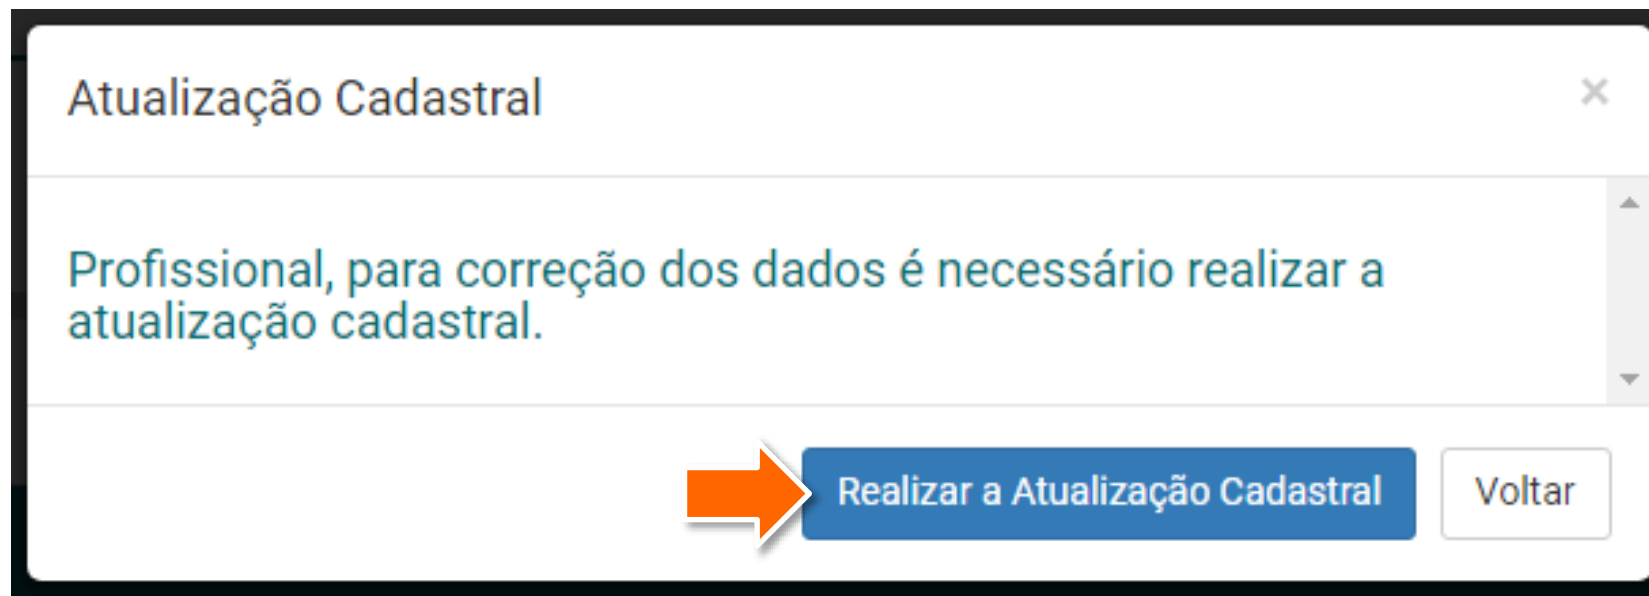 Atualização Cadastral
×
Profissional, para correção dos dados é necessário realizar a
atualização cadastral.
Realizar a Atualização Cadastral
Voltar